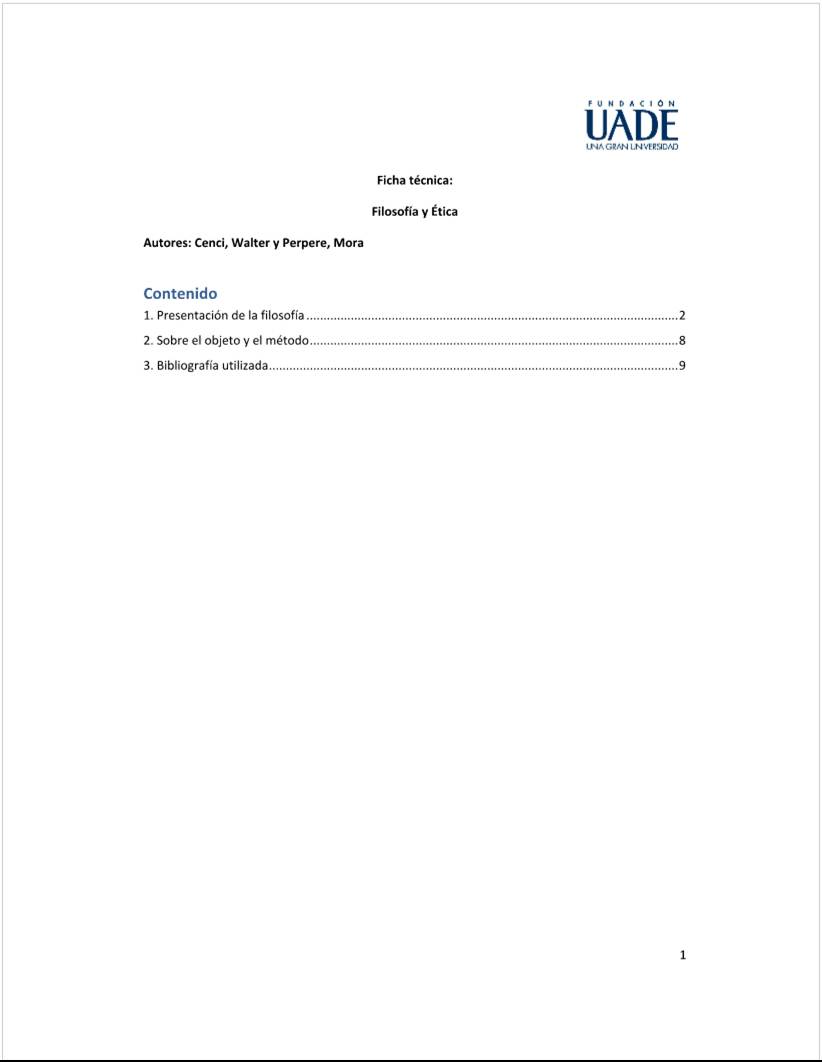 FUNDACIÓN
UADE
UNA GRAN UNIVERSIDAD
Ficha técnica:
Filosofía y Ética
Autores: Cenci, Walter y Perpere, Mora
Contenido
1. Presentación de la filosofía ........................................................................................................... 2
2. Sobre el objeto y el método ........................................................................................................... 8
3. Bibliografía utilizada ........................................................................................................... 9
1